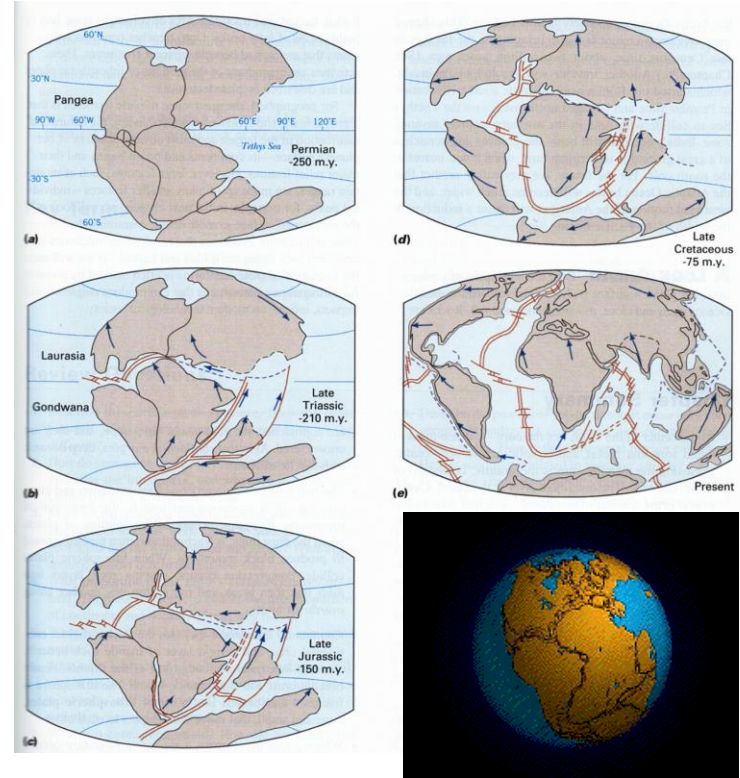 60°N
30°N
Pangea
90°W 60°W
60°E 90°E 120°E
Tethys Sea
Permian
-250 m.y.
30°S
60°S
(a)
Laurasia
Gondwana
Late
Triassic
-210 m.y.
(b)
Late
Jurassic
-150 m.y.
(c)
(d)
Late
Cretaceous
-75 m.y.
(e)
Present